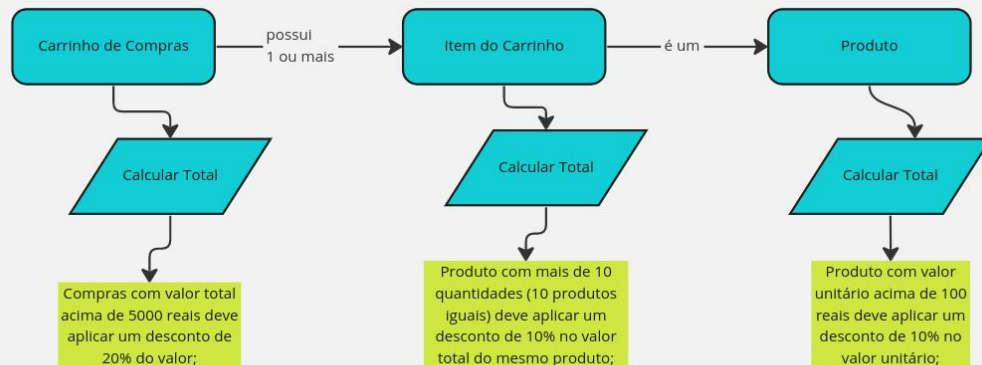 Carrinho de Compras
possui
1 ou mais
Item do Carrinho
é um
Produto
Calcular Total
Calcular Total
Calcular Total
Compras com valor total
acima de 5000 reais deve
aplicar um desconto de
20% do valor;
Produto com mais de 10
quantidades (10 produtos
iguais) deve aplicar um
desconto de 10% no valor
total do mesmo produto;
Produto com valor
unitário acima de 100
reais deve aplicar um
desconto de 10% no
valor unitário;